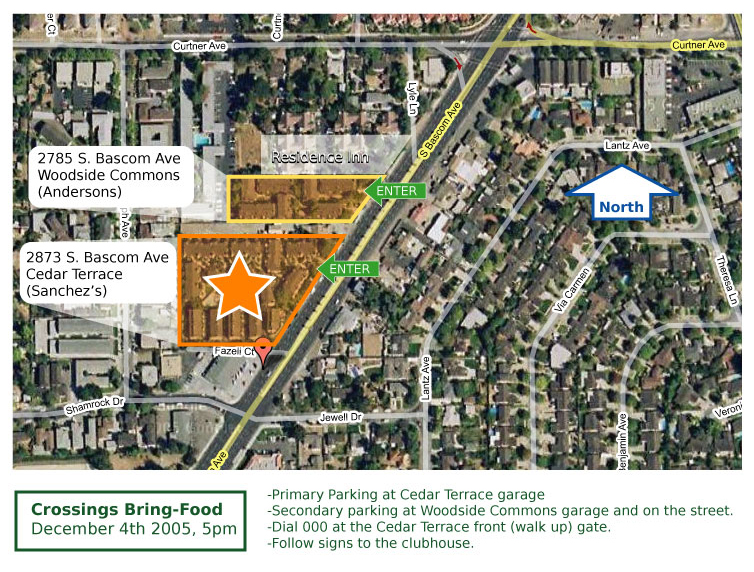 er Ct
Curtn
Curtner Ave
Curtner Ave
Lyle Ln
S Bascom Ave
Lantz Ave
Residence Inn
2785 S. Bascom Ave
Woodside Commons
(Andersons)
ENTER
North
th Ave
2873 S. Bascom Ave
Cedar Terrace
(Sanchez’s)
ENTER
Theresa Ln
Via Carmen
Fazeli Ct
Lantz Ave
Shamrock Dr
Jewell Dr
Veroni
Benjamin Ave
Ave
Crossings Bring-Food
December 4th 2005, 5pm
-Primary Parking at Cedar Terrace garage
-Secondary parking at Woodside Commons garage and on the street.
-Dial 000 at the Cedar Terrace front (walk up) gate.
-Follow signs to the clubhouse.